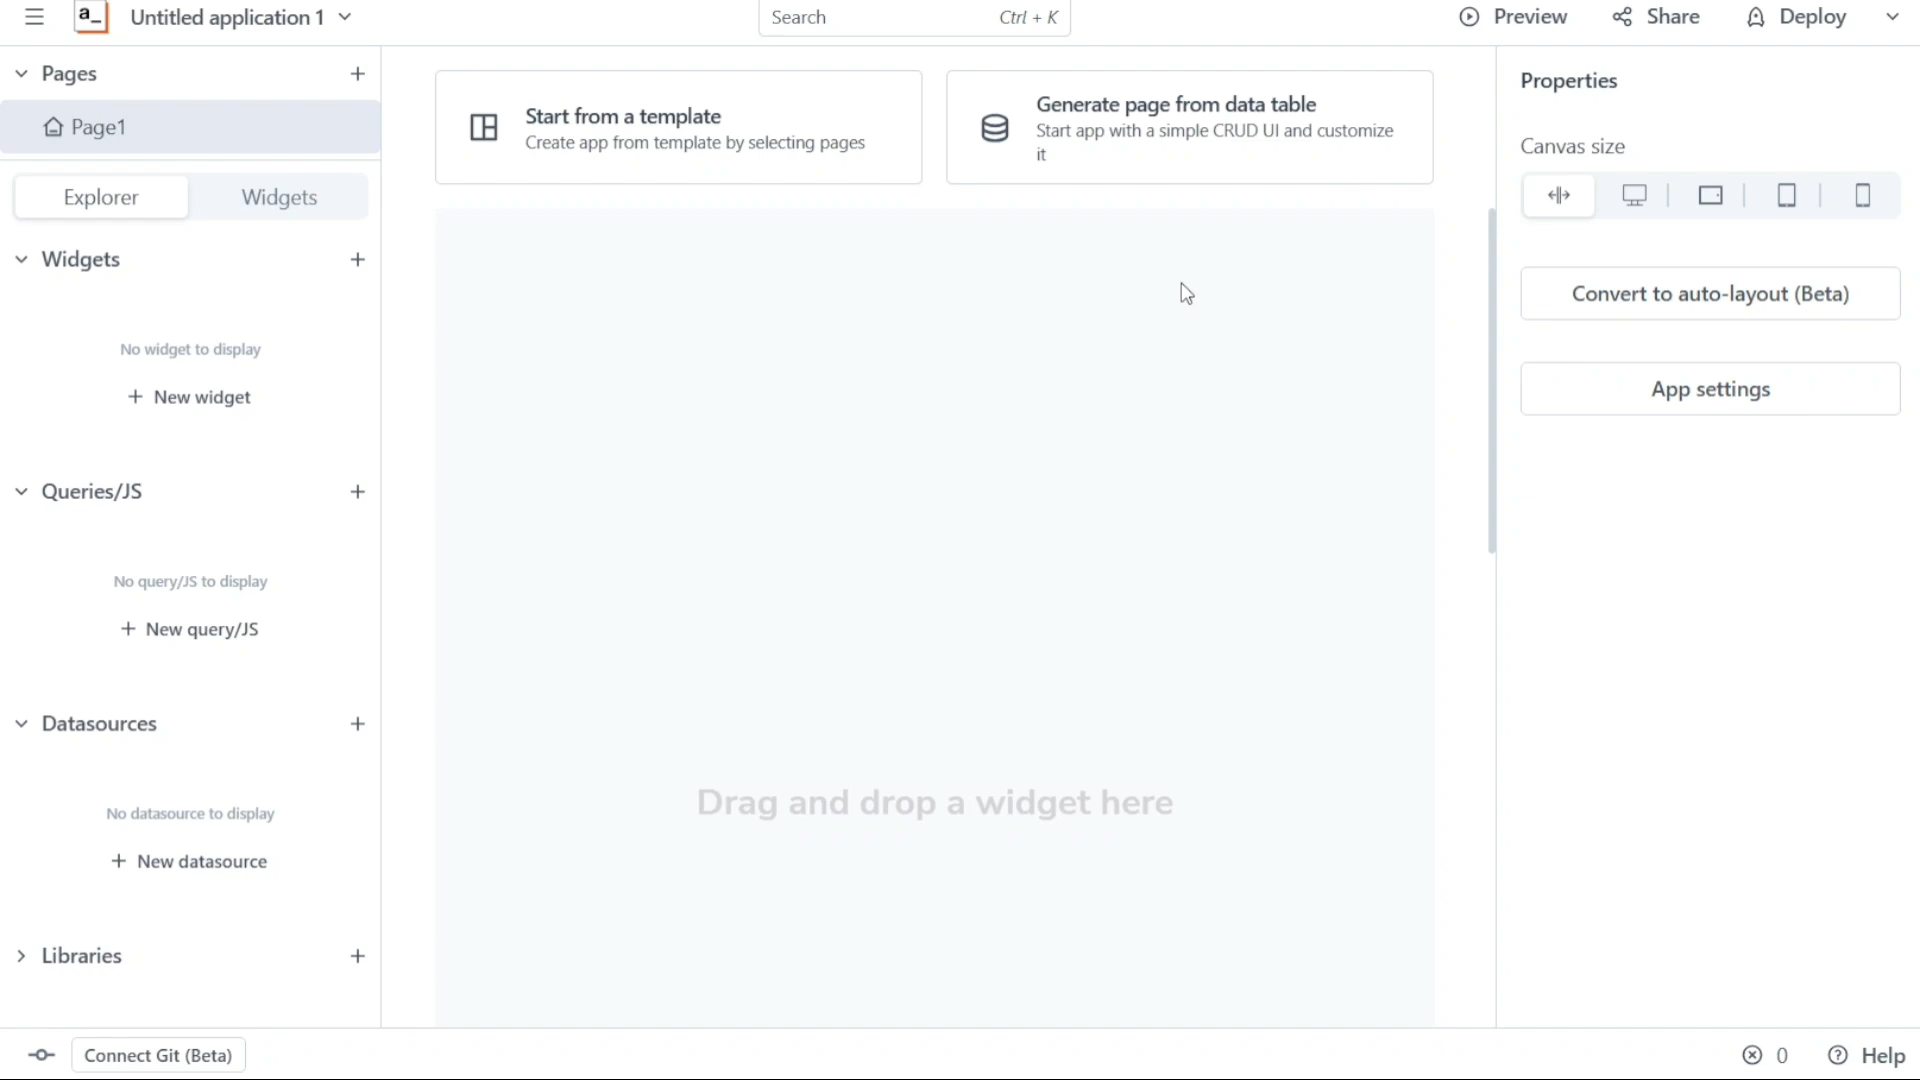 a_
Untitled application 1
Search
Ctrl + K
Preview
Share
Deploy
Pages
Page1
Explorer
Widgets
Widgets
No widget to display
New widget
Queries/JS
No query/JS to display
New query/JS
Datasources
No datasource to display
New datasource
Libraries
Start from a template
Create app from template by selecting pages
Generate page from data table
Start app with a simple CRUD UI and customize
it
Drag and drop a widget here
Properties
Canvas size
Convert to auto-layout (Beta)
App settings
Connect Git (Beta)
0
Help